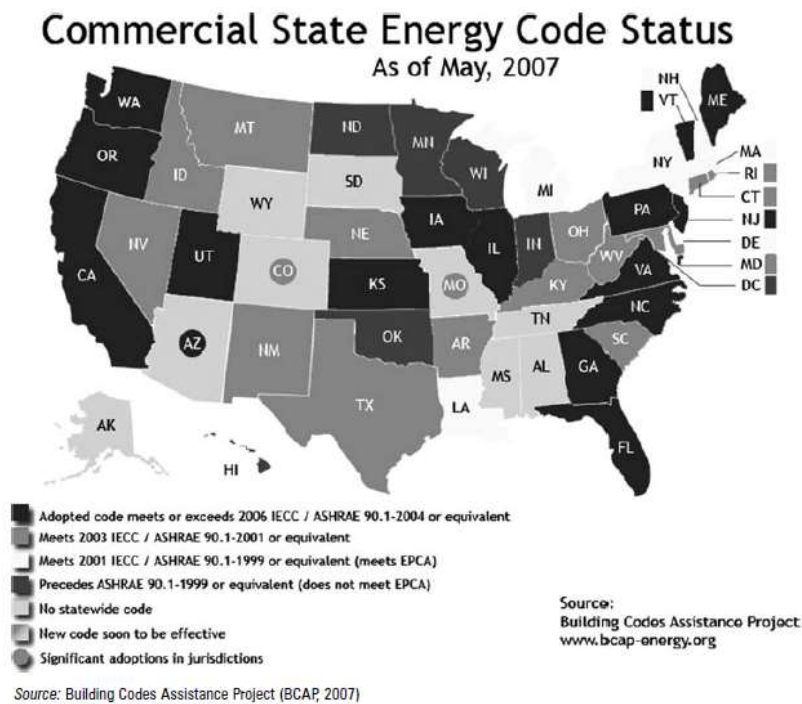 Commercial State Energy Code Status
As of May, 2007
WA
OR
CA
ID
NV
MT
WY
UT
CO
AZ
NM
ND
SD
NE
KS
OK
TX
MN
IA
MO
AR
LA
WI
IL
MI
IN
OH
KY
TN
MS
AL
GA
FL
SC
NC
VA
WV
PA
NY
NH
VT
ME
MA
RI
CT
NJ
DE
MD
DC
AK
HI
Adopted code meets or exceeds 2006 IECC / ASHRAE 90.1-2004 or equivalent
Meets 2003 IECC / ASHRAE 90.1-2001 or equivalent
Meets 2001 IECC / ASHRAE 90.1-1999 or equivalent (meets EPCA)
Precedes ASHRAE 90.1-1999 or equivalent (does not meet EPCA)
No statewide code
New code soon to be effective
Significant adoptions in jurisdictions
Source:
Building Codes Assistance Project
www.bcap-energy.org
Source: Building Codes Assistance Project (BCAP, 2007)